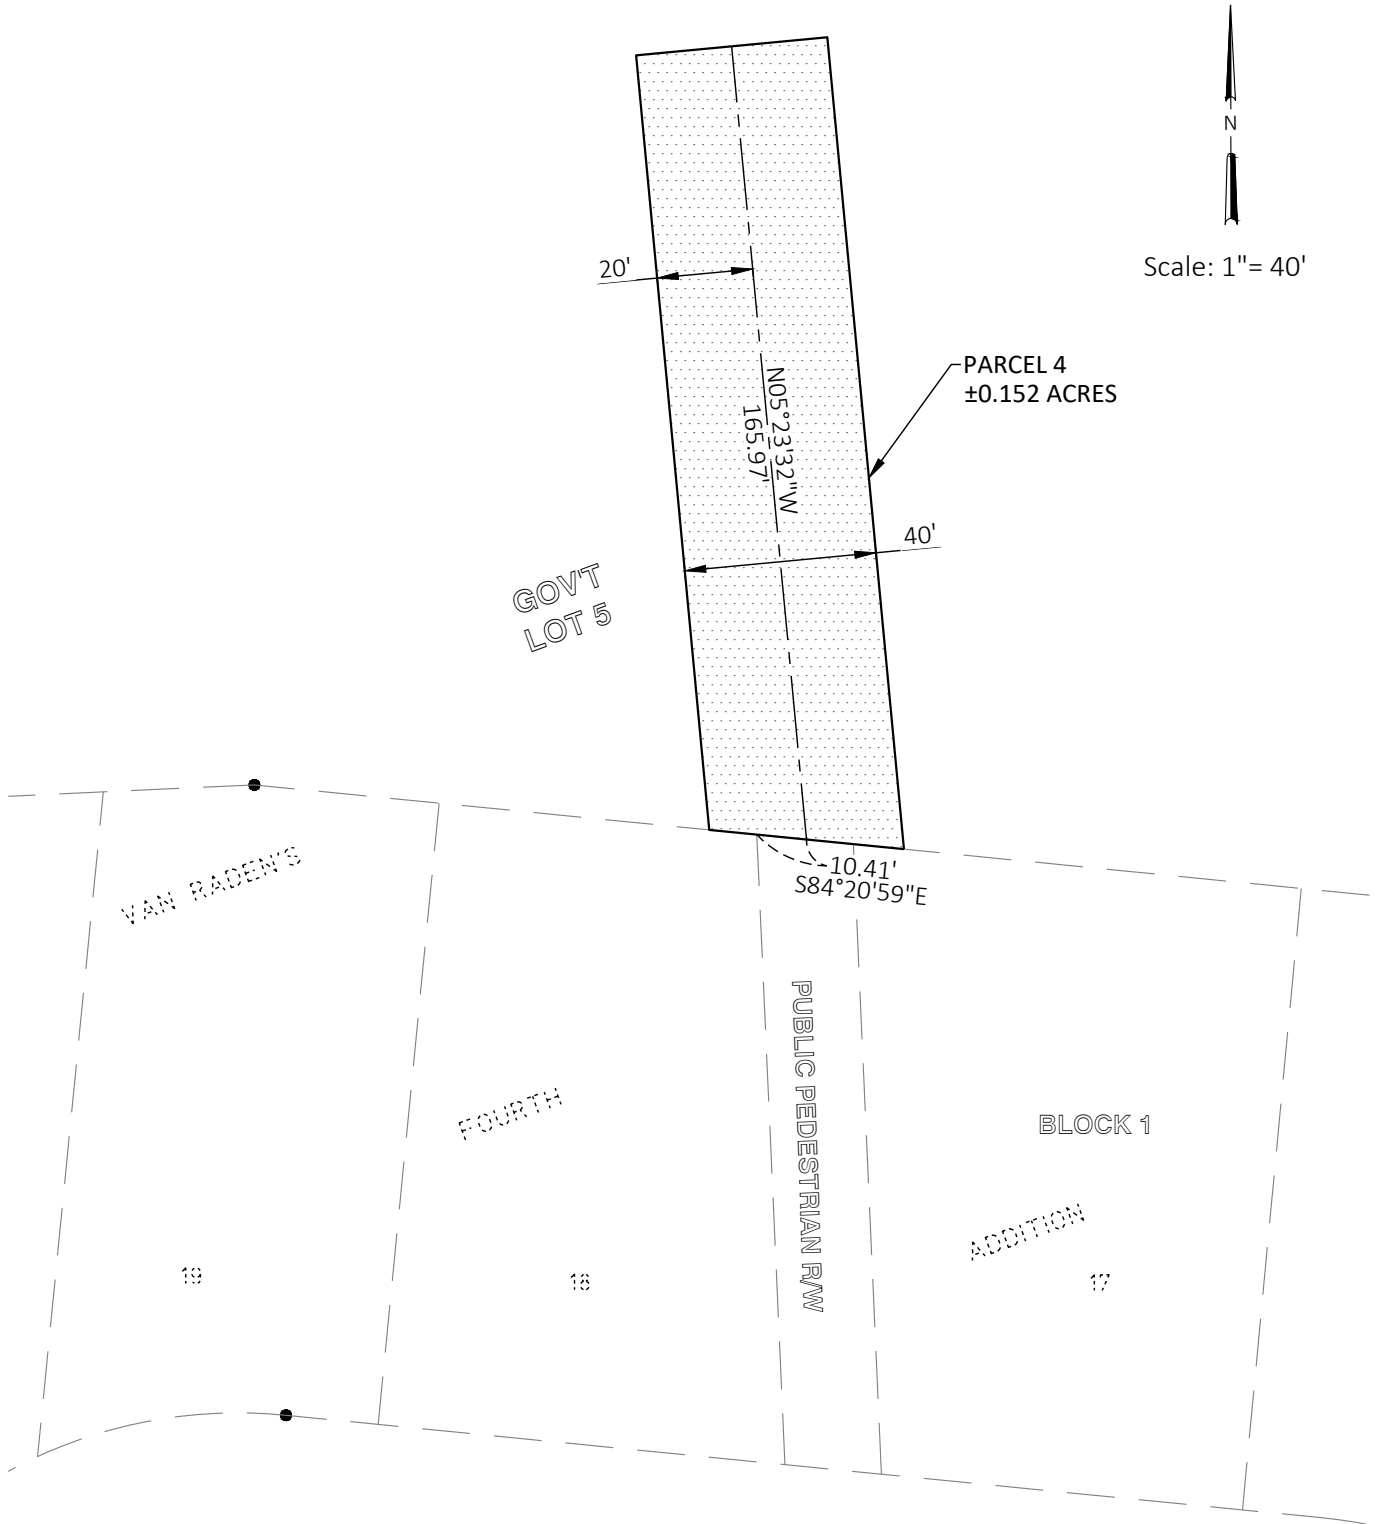 N
Scale: 1"= 40'
20'
PARCEL 4
±0.152 ACRES
N05°23'32"W
165.97'
40'
GOV'T
LOT 5
10.41'
S84°20'59"E
VAN RADEN'S
FOURTH
ADDITION
PUBLIC PEDESTRIAN R/W
BLOCK 1
19
18
17